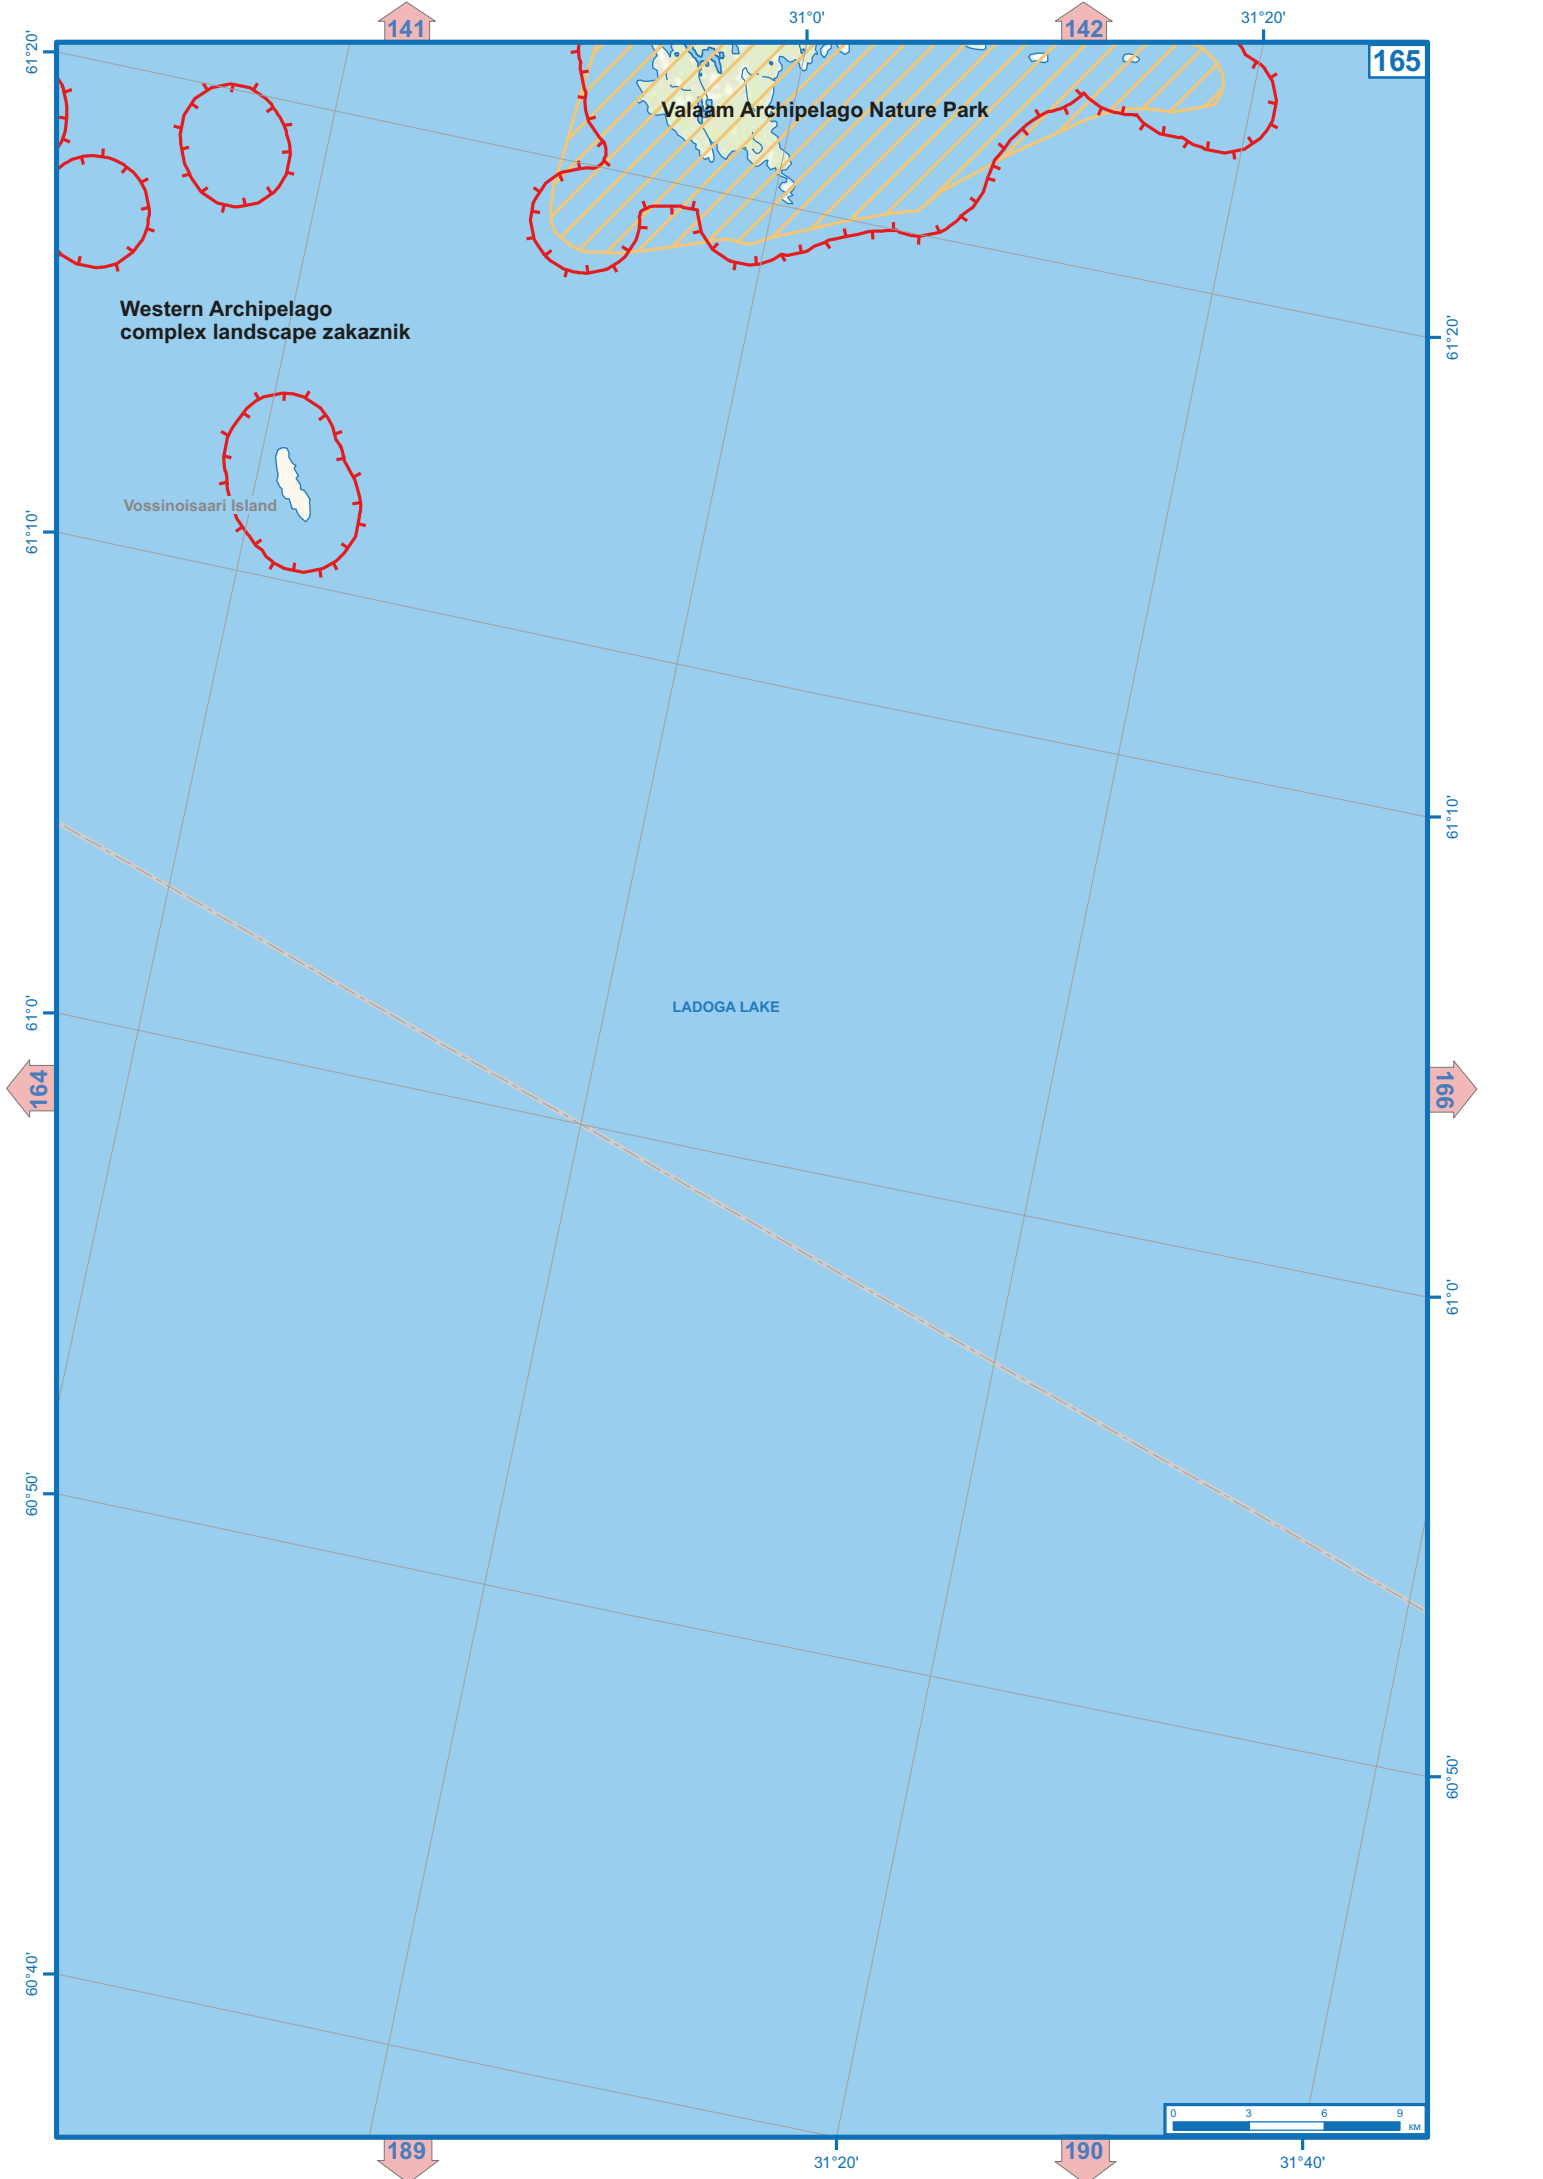 141
31°0'
142
31°20'
61°20'
165
Valaam Archipelago Nature Park
Western Archipelago
complex landscape zakaznik
61°20'
Vossinoisaari Island
61°10'
61°10'
LADOGA LAKE
61°0'
164
166
61°0'
60°50'
60°50'
60°40'
0 3 6 9
км
189
31°20'
190
31°40'